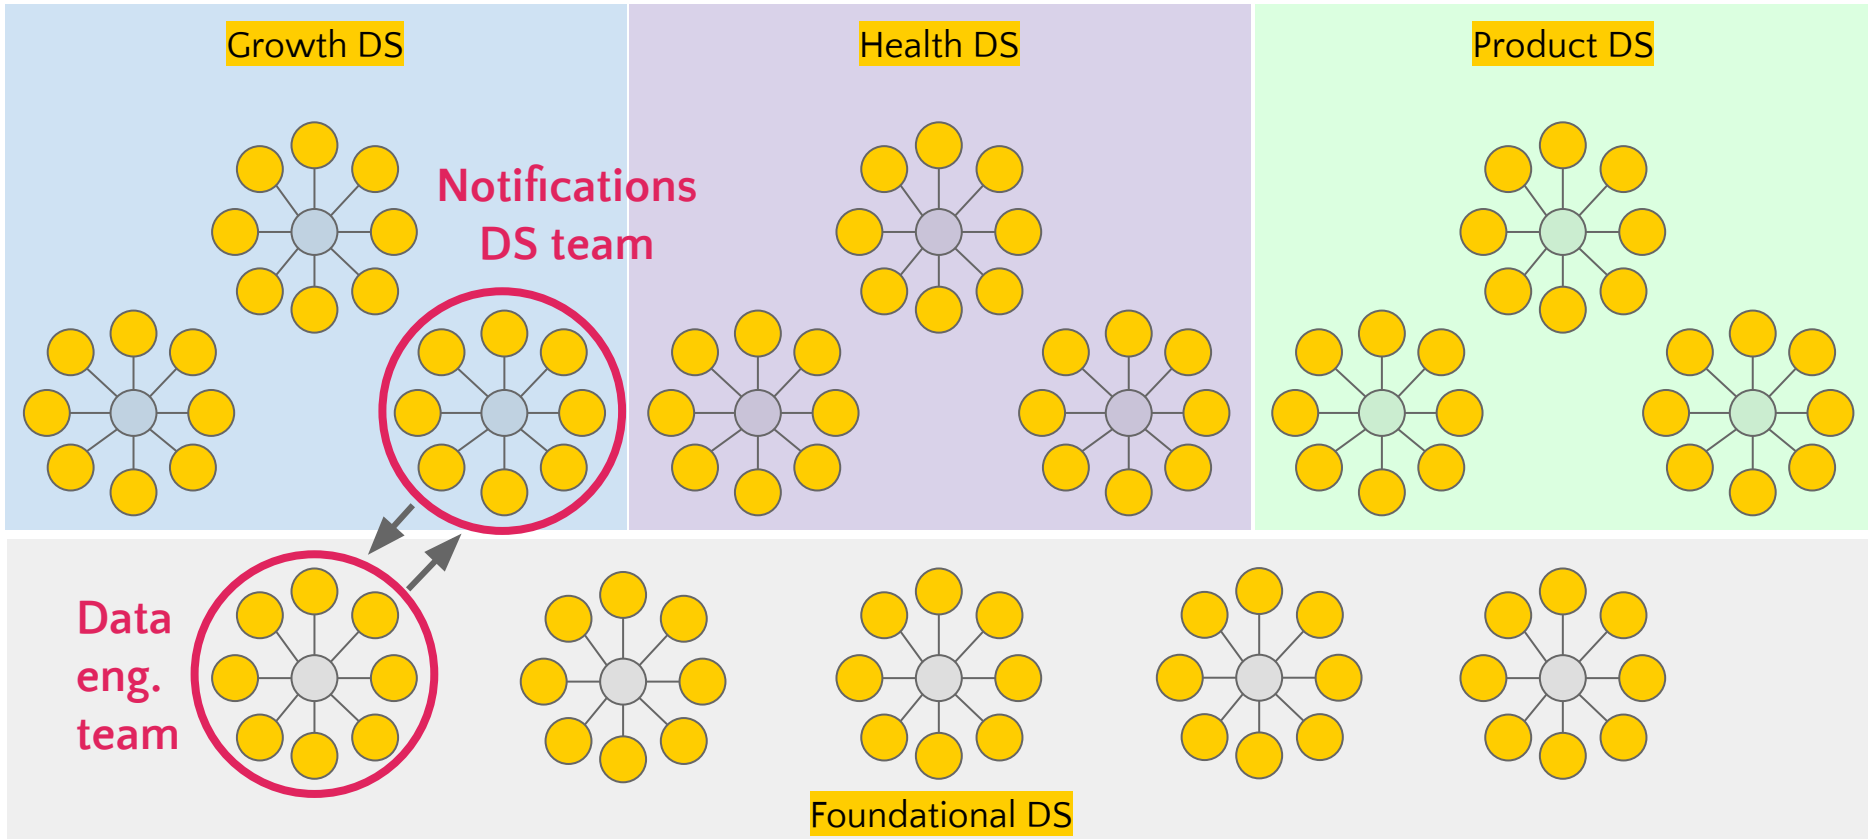 Growth DS
Health DS
Product DS
Notifications
DS team
Data
eng.
team
Foundational DS